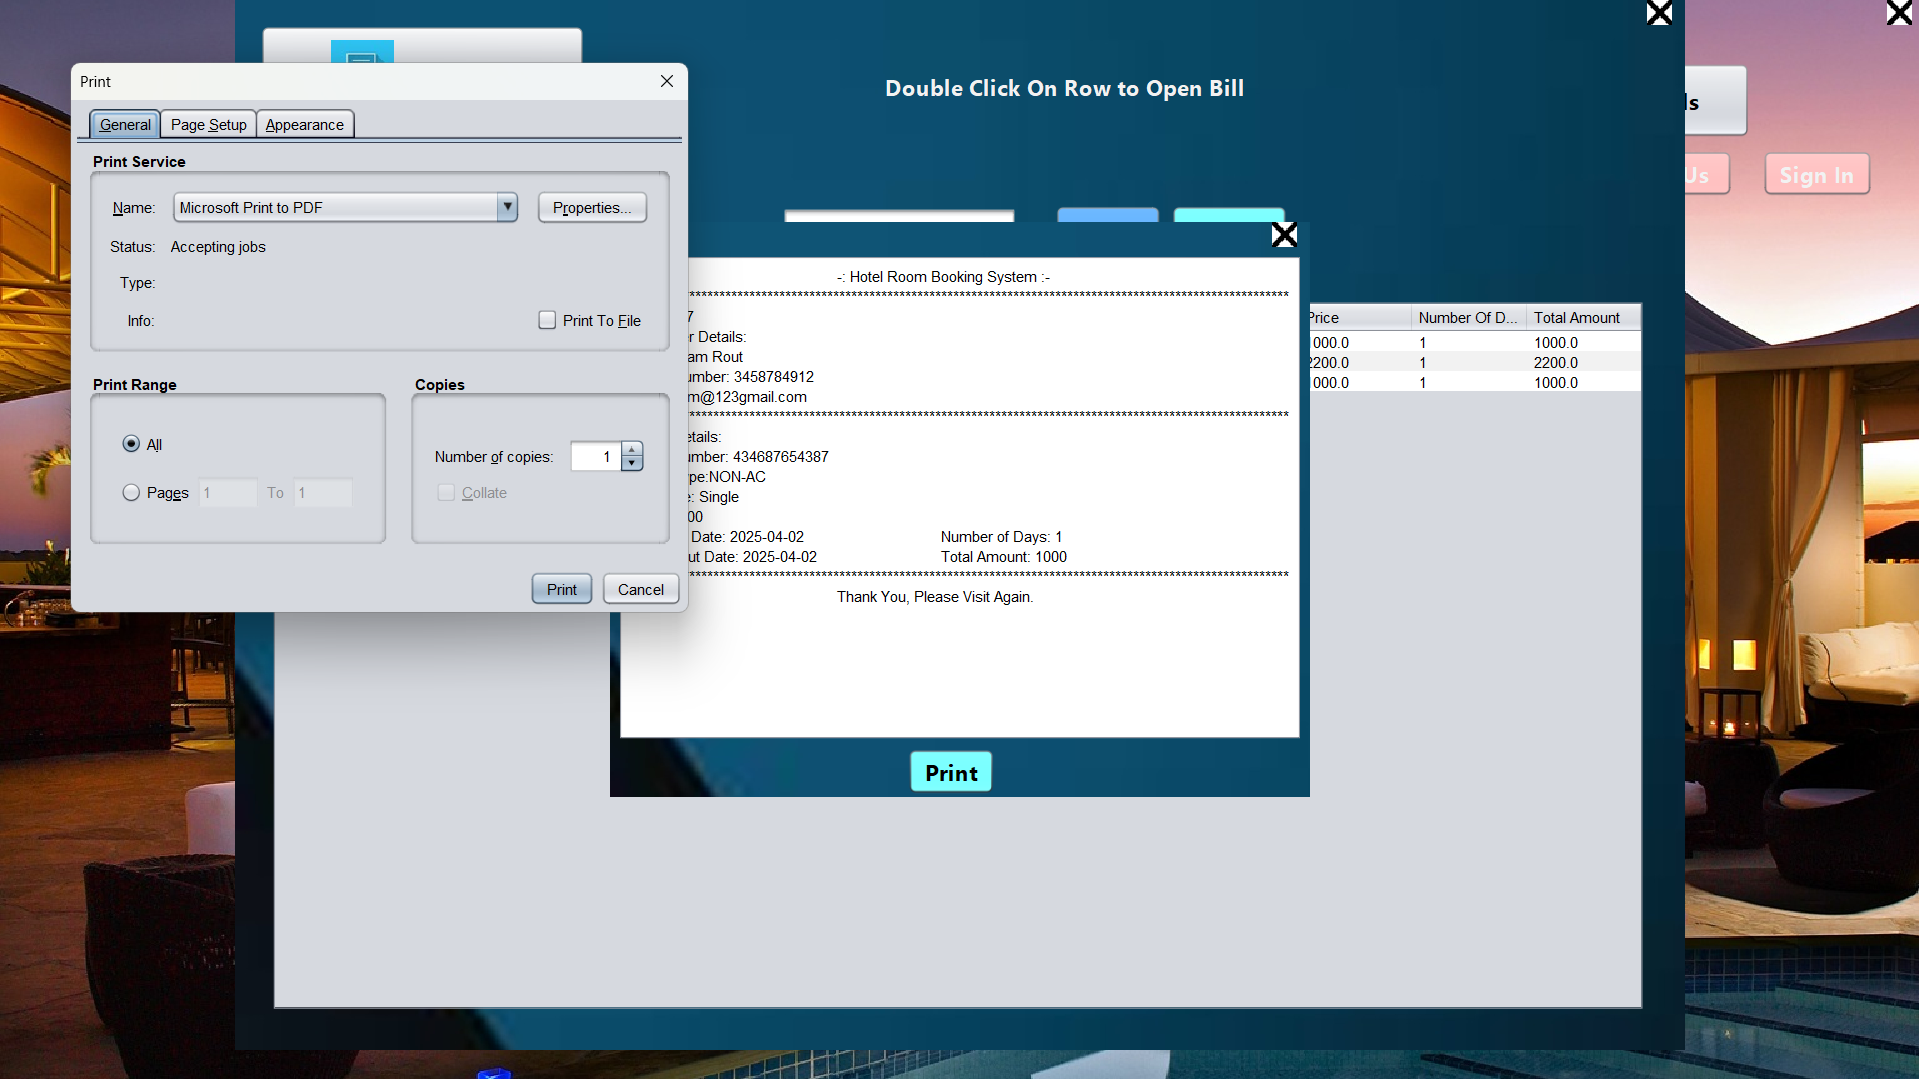 Double Click On Row to Open Bill
Us
Sign In
Print
General
Page Setup
Appearance
Print Service
Name:
Microsoft Print to PDF
Properties...
Status:
Accepting jobs
Type:
Info:
Print To File
Print Range
All
Pages
1
To
1
Copies
Number of copies:
1
Collate
Print
Cancel
-: Hotel Room Booking System :-
*****
7
r Details:
am Rout
umber: 3458784912
m@123gmail.com
etails:
umber: 434687654387
pe:NON-AC
e: Single
00
Date: 2025-04-02 Number of Days: 1
ut Date: 2025-04-02 Total Amount: 1000
Thank You, Please Visit Again.
Print
Price Number Of D... Total Amount
1000.0 1 1000.0
2200.0 1 2200.0
1000.0 1 1000.0